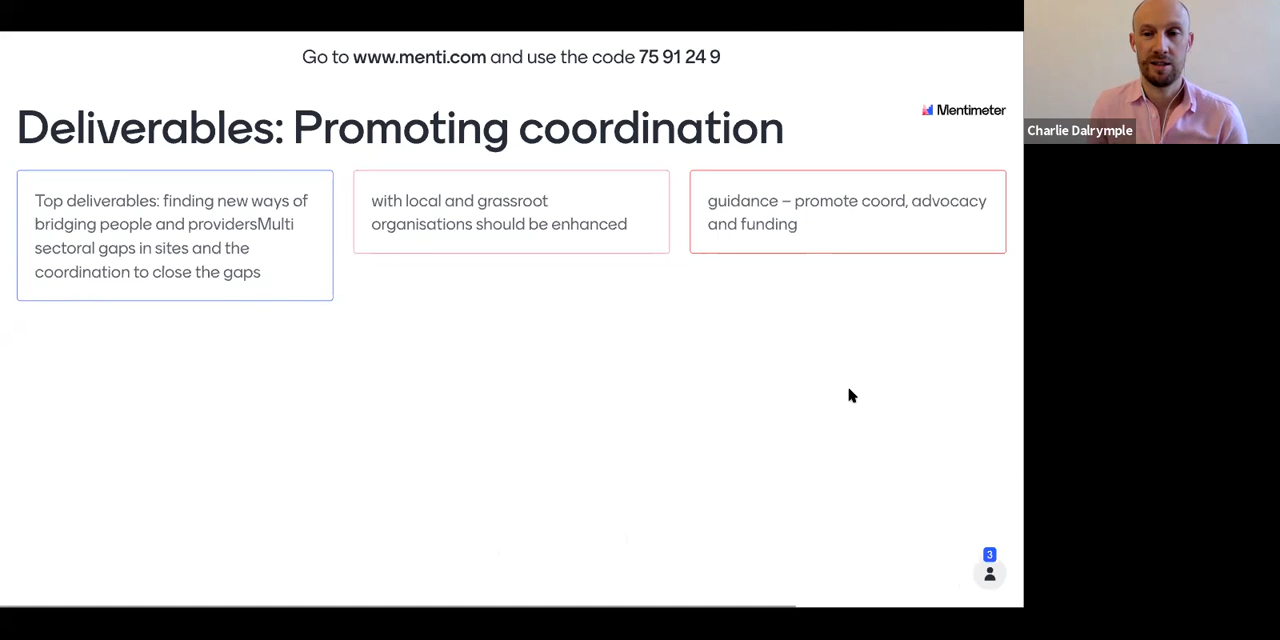 Go to www.menti.com and use the code 75 91 24 9
Mentimeter
Deliverables: Promoting coordination
Top deliverables: finding new ways of
bridging people and providersMulti
sectoral gaps in sites and the
coordination to close the gaps
with local and grassroot
organisations should be enhanced
guidance – promote coord, advocacy
and funding
3
Charlie Dalrymple